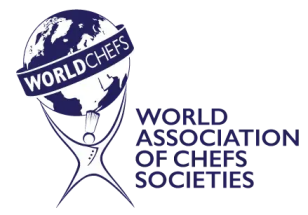 WORLDCHEFS
WORLD
ASSOCIATION
OF CHEFS
SOCIETIES